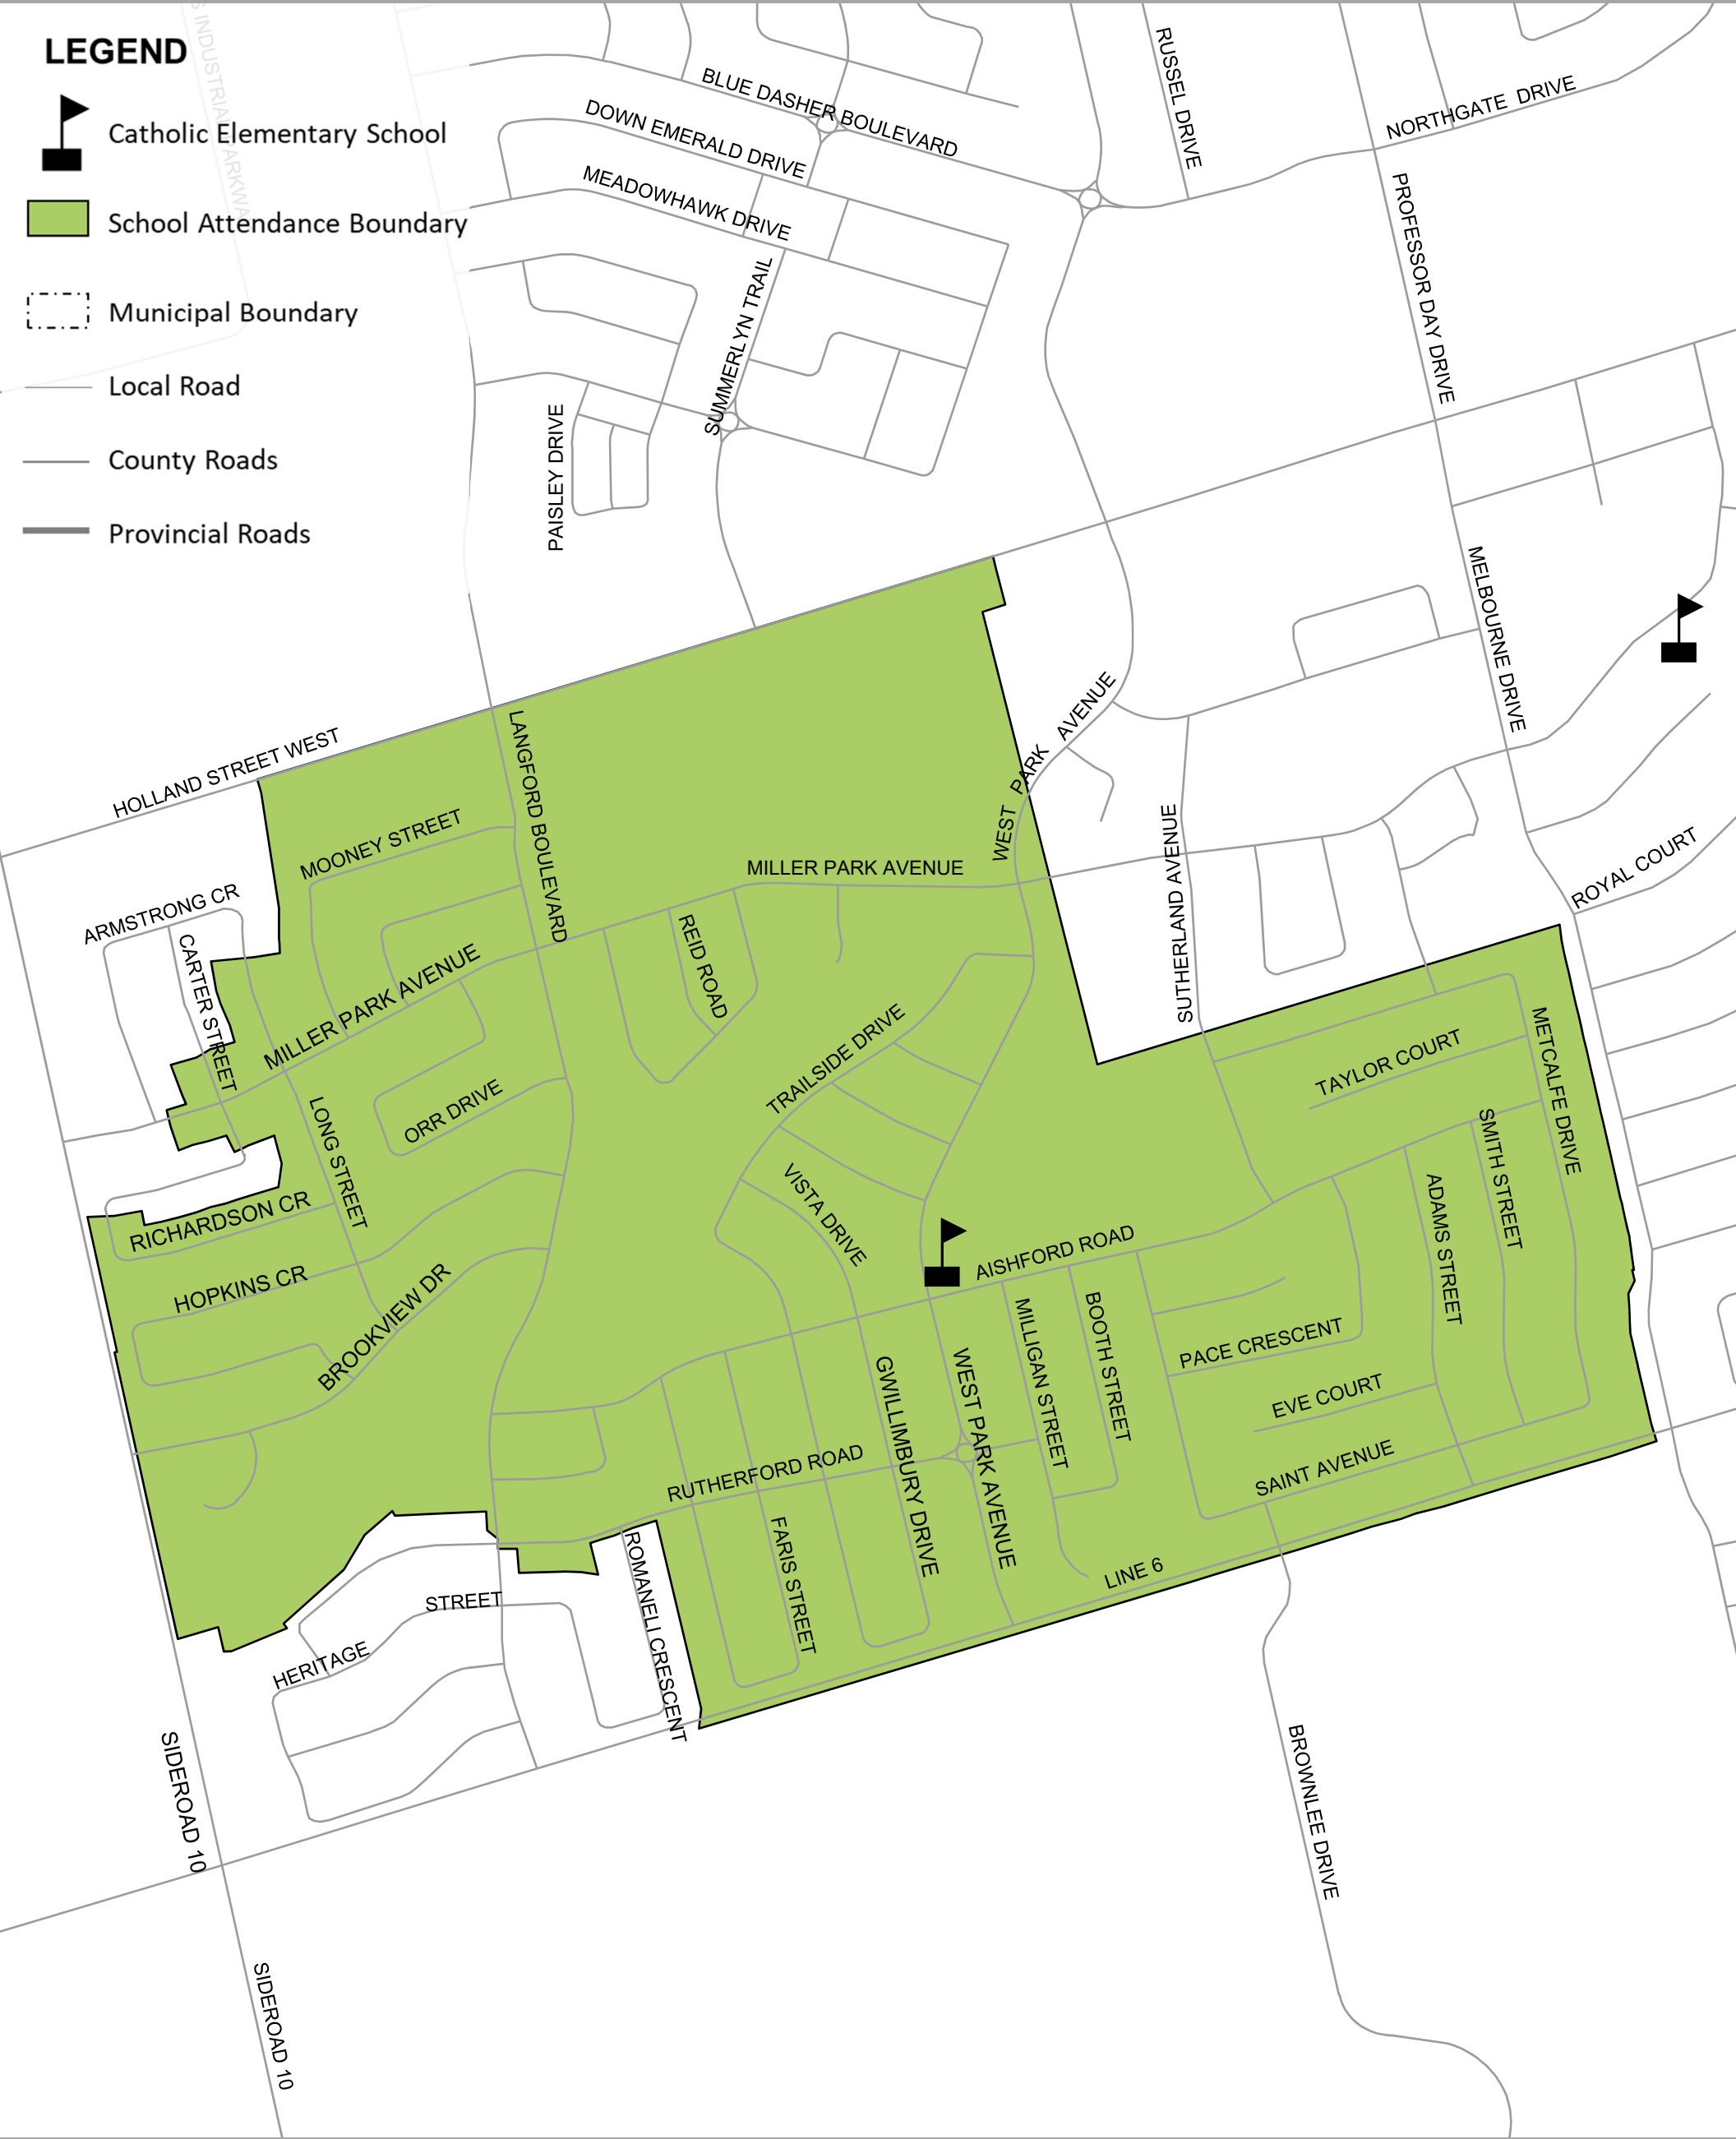 LEGEND
Catholic Elementary School
School Attendance Boundary
Municipal Boundary
Local Road
County Roads
Provincial Roads
INDUSTRIAL
BLUE DASHER BOULEVARD
DOWN EMERALD DRIVE
MEADOWHAWK DRIVE
SUMMERLYN TRAIL
PAISLEY DRIVE
RUSSEL DRIVE
NORTHGATE DRIVE
PROFESSOR DAY DRIVE
MELBOURNE DRIVE
HOLLAND STREET WEST
LANGFORD BOULEVARD
WEST PARK AVENUE
MOONEY STREET
MILLER PARK AVENUE
SUTHERLAND AVENUE
ROYAL COURT
ARMSTRONG CR
CARTER STREET
REID ROAD
MILLER PARK AVENUE
TRAILSIDE DRIVE
TAYLOR COURT
METCALFE DRIVE
ORR DRIVE
LONG STREET
SMITH STREET
VISTA DRIVE
ADAMS STREET
RICHARDSON CR
AISHFORD ROAD
HOPKINS CR
BROOKVIEW DR
MILLIGAN STREET
BOOTH STREET
PACE CRESCENT
EVE COURT
GWILLIMBURY DRIVE
WEST PARK AVENUE
RUTHERFORD ROAD
SAINT AVENUE
FARIS STREET
ROMANELI CRESCENT
LINE 6
HERITAGE STREET
SIDEROAD 10
BROWNLEE DRIVE
SIDEROAD 10